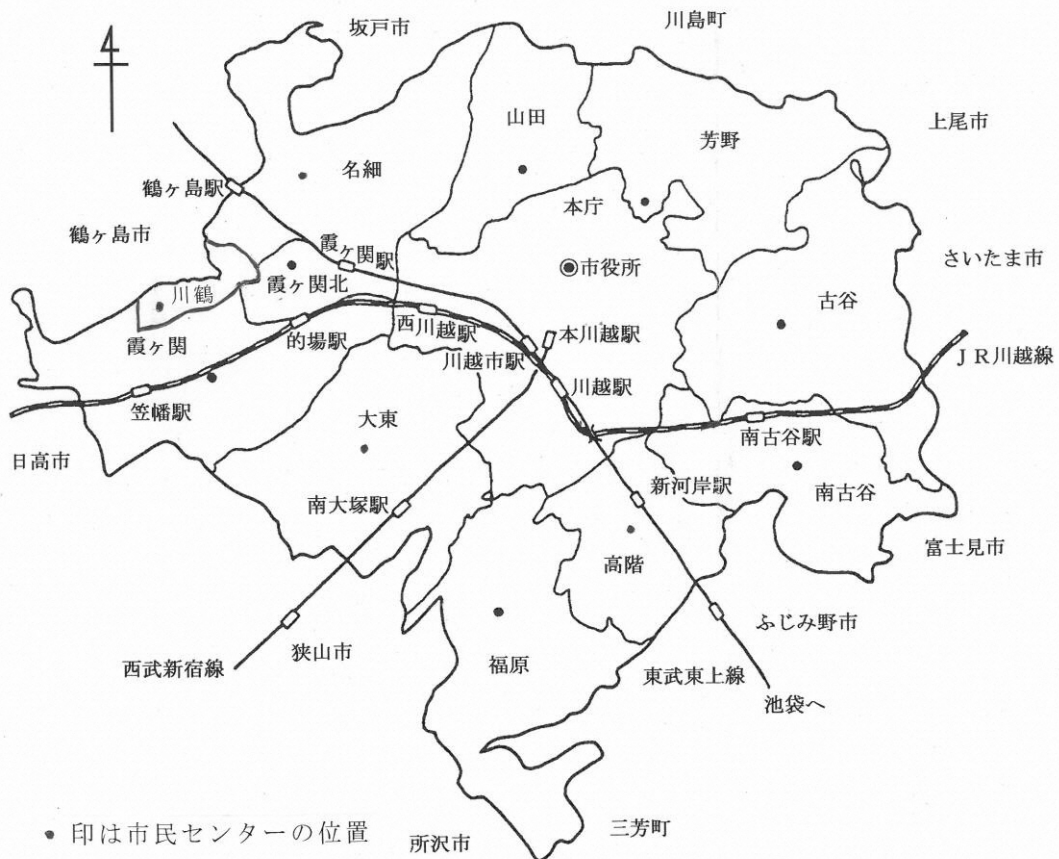 坂戸市
川島町
山田
上尾市
芳野
名細
鶴ヶ島駅
本庁
鶴ヶ島市
霞ヶ関駅
さいたま市
市役所
霞ヶ関北
川鶴
古谷
西川越駅
本川越駅
霞ヶ関
的場駅
川越市駅
JR川越線
川越駅
笠幡駅
大東
南古谷駅
日高市
新河岸駅
南古谷
南大塚駅
富士見市
高階
ふじみ野市
狭山市
西武新宿線
福原
東武東上線
池袋へ
三芳町
• 印は市民センターの位置
所沢市